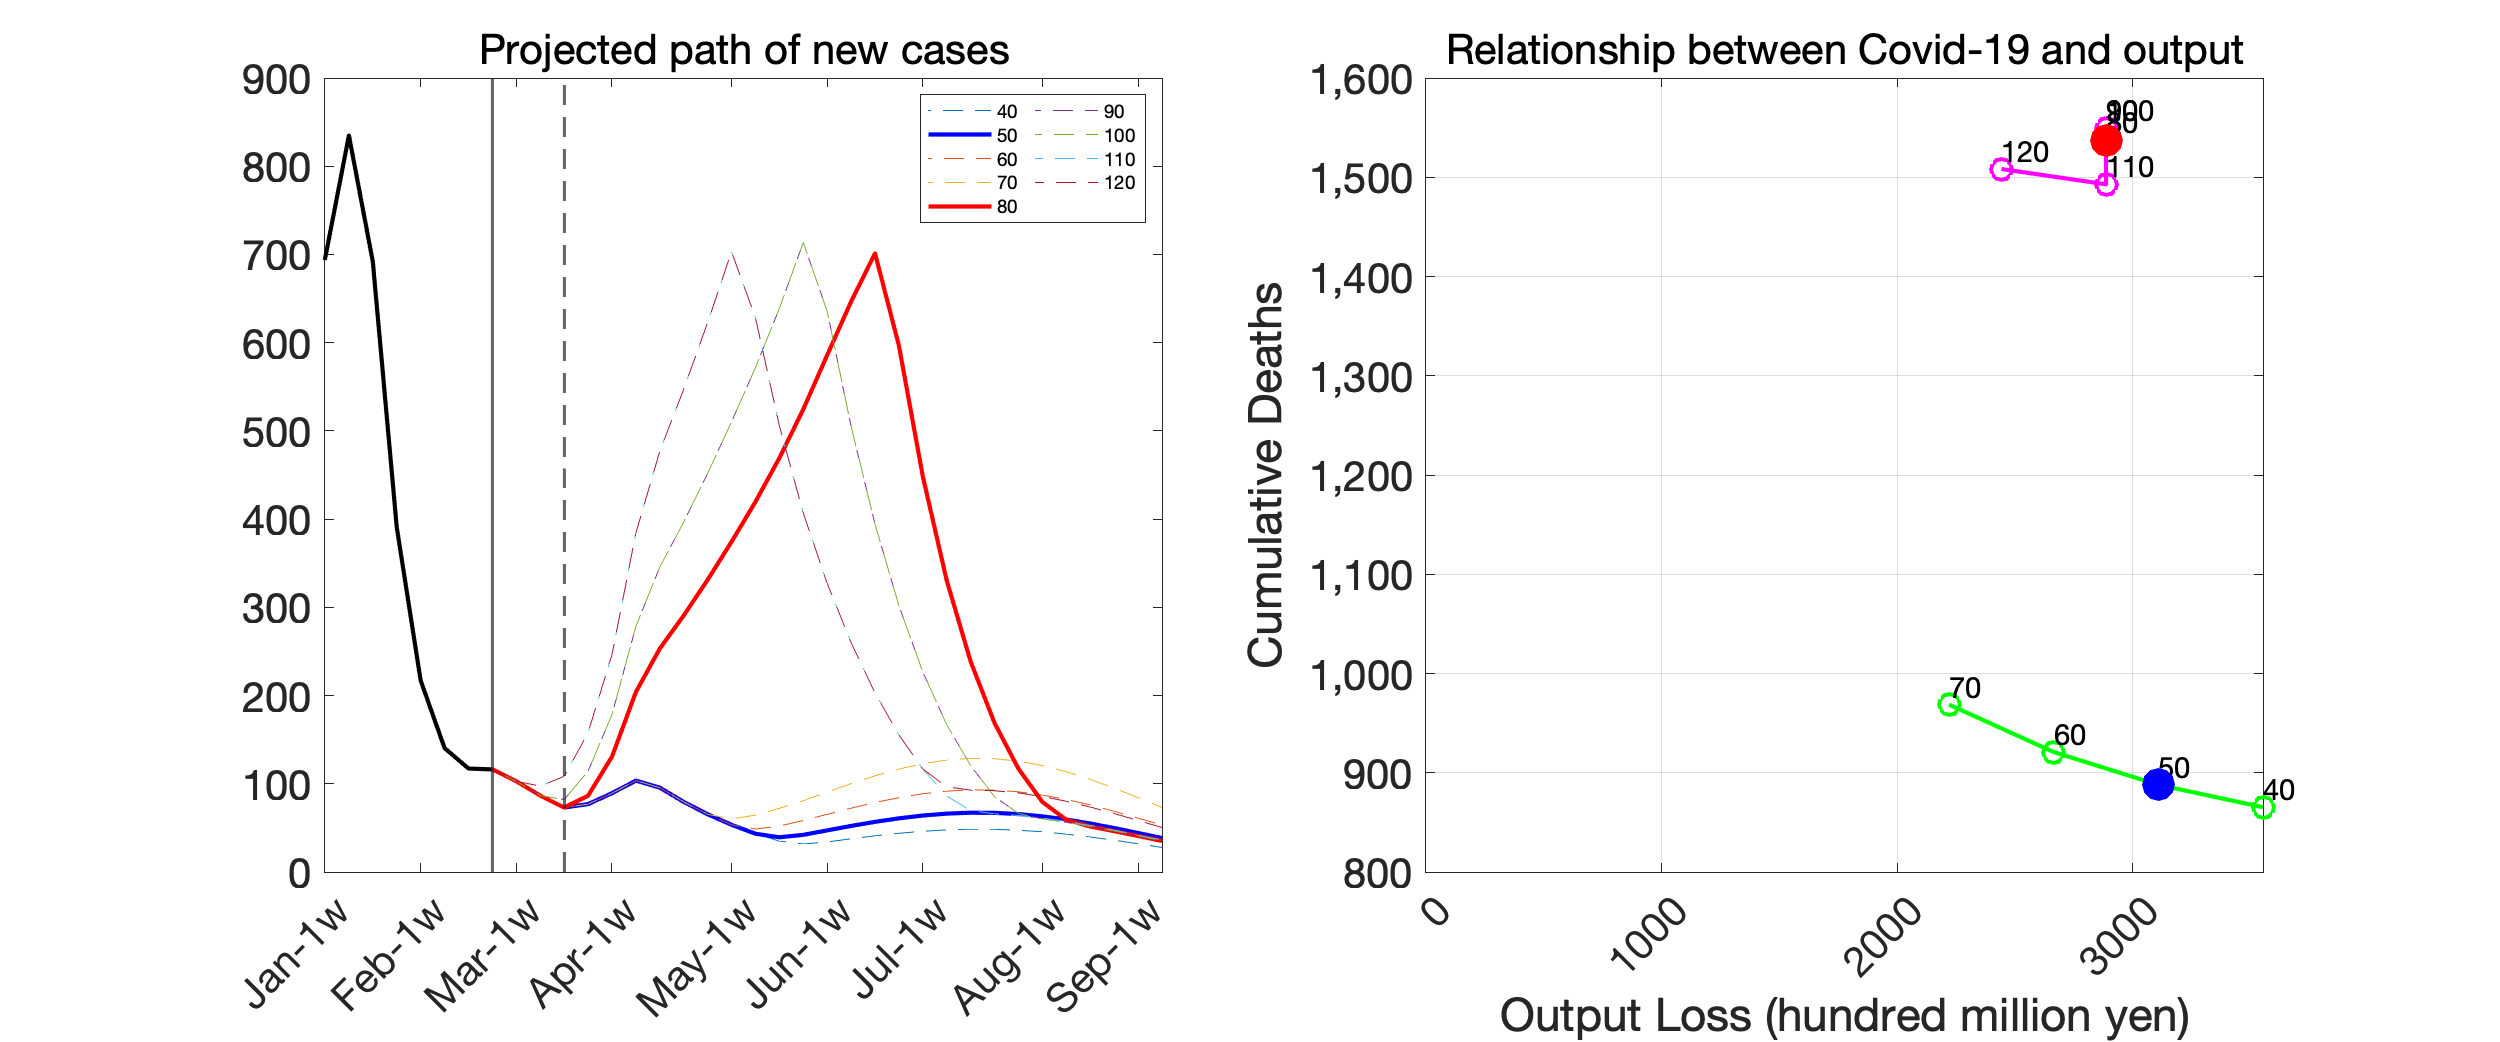 Projected path of new cases
900
800
700
600
500
400
300
200
100
0
40
50
60
70
80
90
100
110
120
Jan-1w
Feb-1w
Mar-1w
Apr-1w
May-1w
Jun-1w
Jul-1w
Aug-1w
Sep-1w
Relationship between Covid-19 and output
Cumulative Deaths
1,600
1,500
1,400
1,300
1,200
1,100
1,000
900
800
120
110
70
60
50
40
0
1000
2000
3000
Output Loss (hundred million yen)